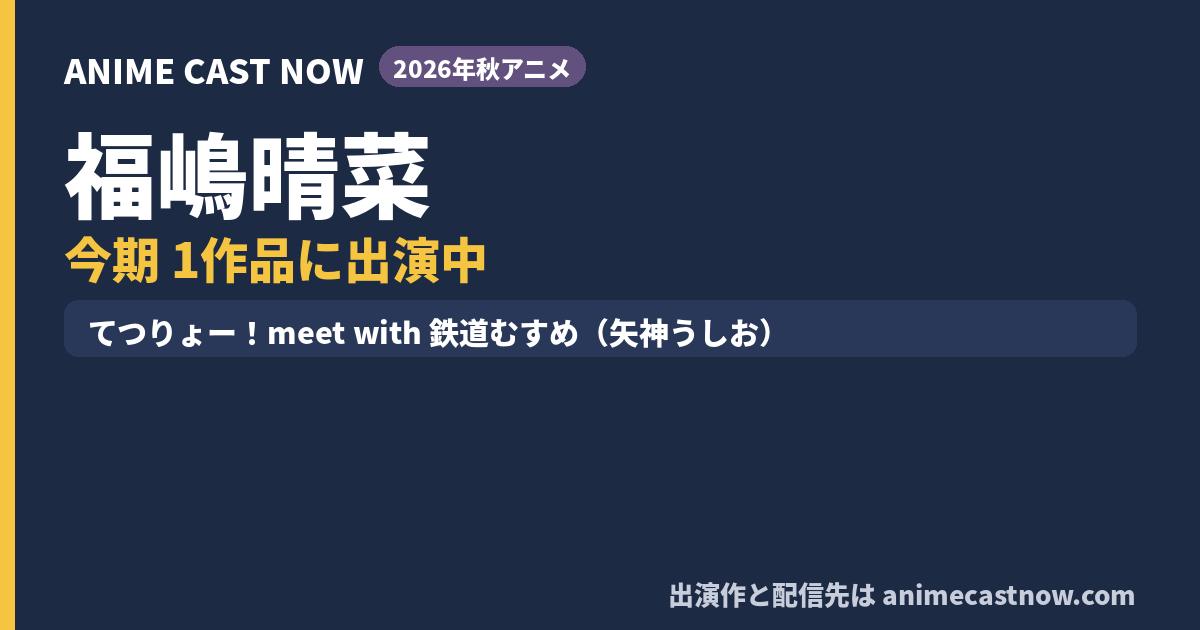 ANIME CAST NOW 2026年秋アニメ
福嶋晴菜
今期 1作品に出演中
てつりょー！meet with 鉄道むすめ（矢神うしお）
出演作と配信先は animecastnow.com